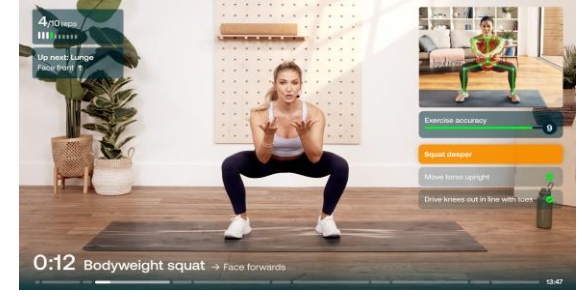 4/10 reps
Up next: Lunge
Face front ↑
Exercise accuracy
9
Squat deeper
Move torso upright
Drive knees out in line with toes
0:12 Bodyweight squat → Face forwards
13:47